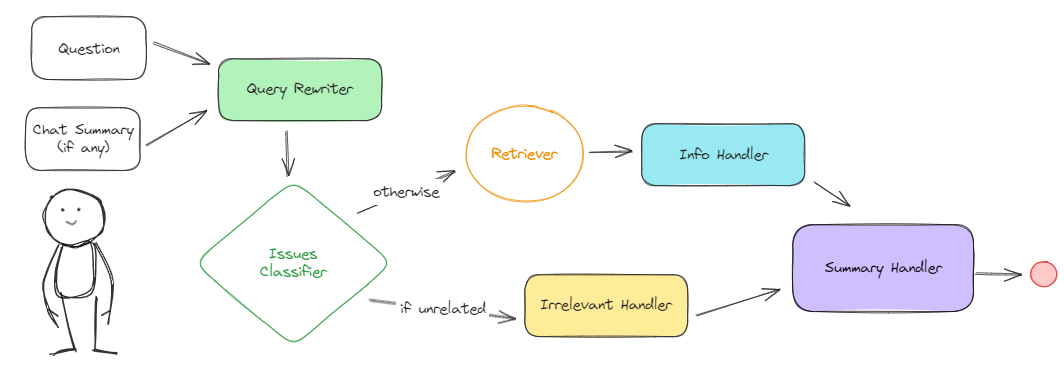 Question
Chat Summary
(if any)
Query Rewriter
Issues
Classifier
otherwise
Retriever
Info Handler
if unrelated
Irrelevant Handler
Summary Handler